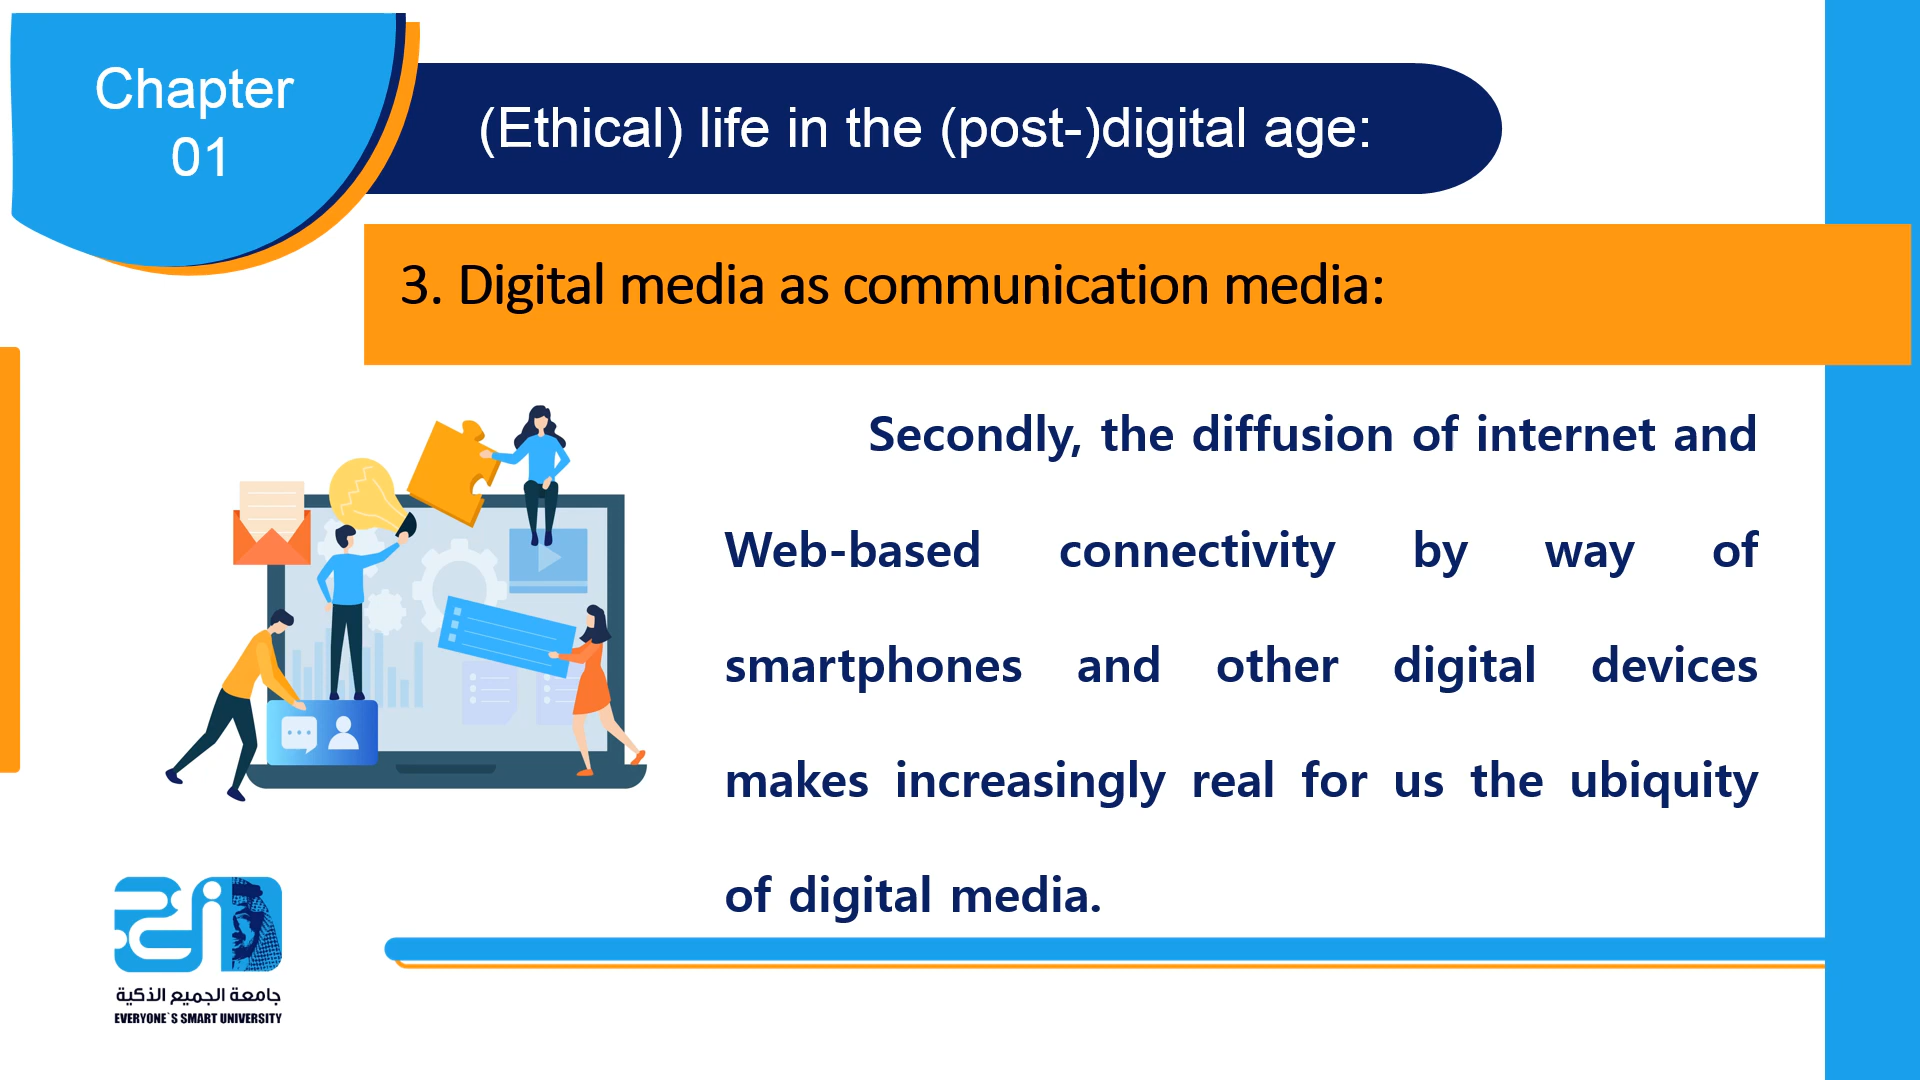 Chapter
01
(Ethical) life in the (post-)digital age:
3. Digital media as communication media:
Secondly, the diffusion of internet and
Web-based connectivity by way of
smartphones and other digital devices
makes increasingly real for us the ubiquity
of digital media.
جامعة الجميع الذكية
EVERYONE`S SMART UNIVERSITY